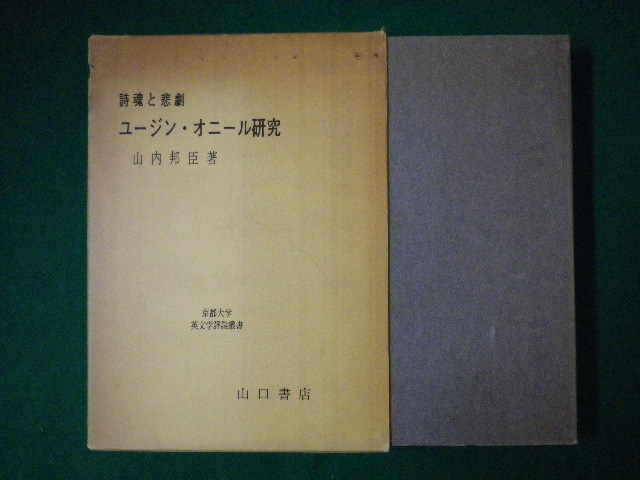 詩魂と悲劇
ユージン・オニール研究
山内邦臣著
京都大学
英文学評論叢書
山口書店